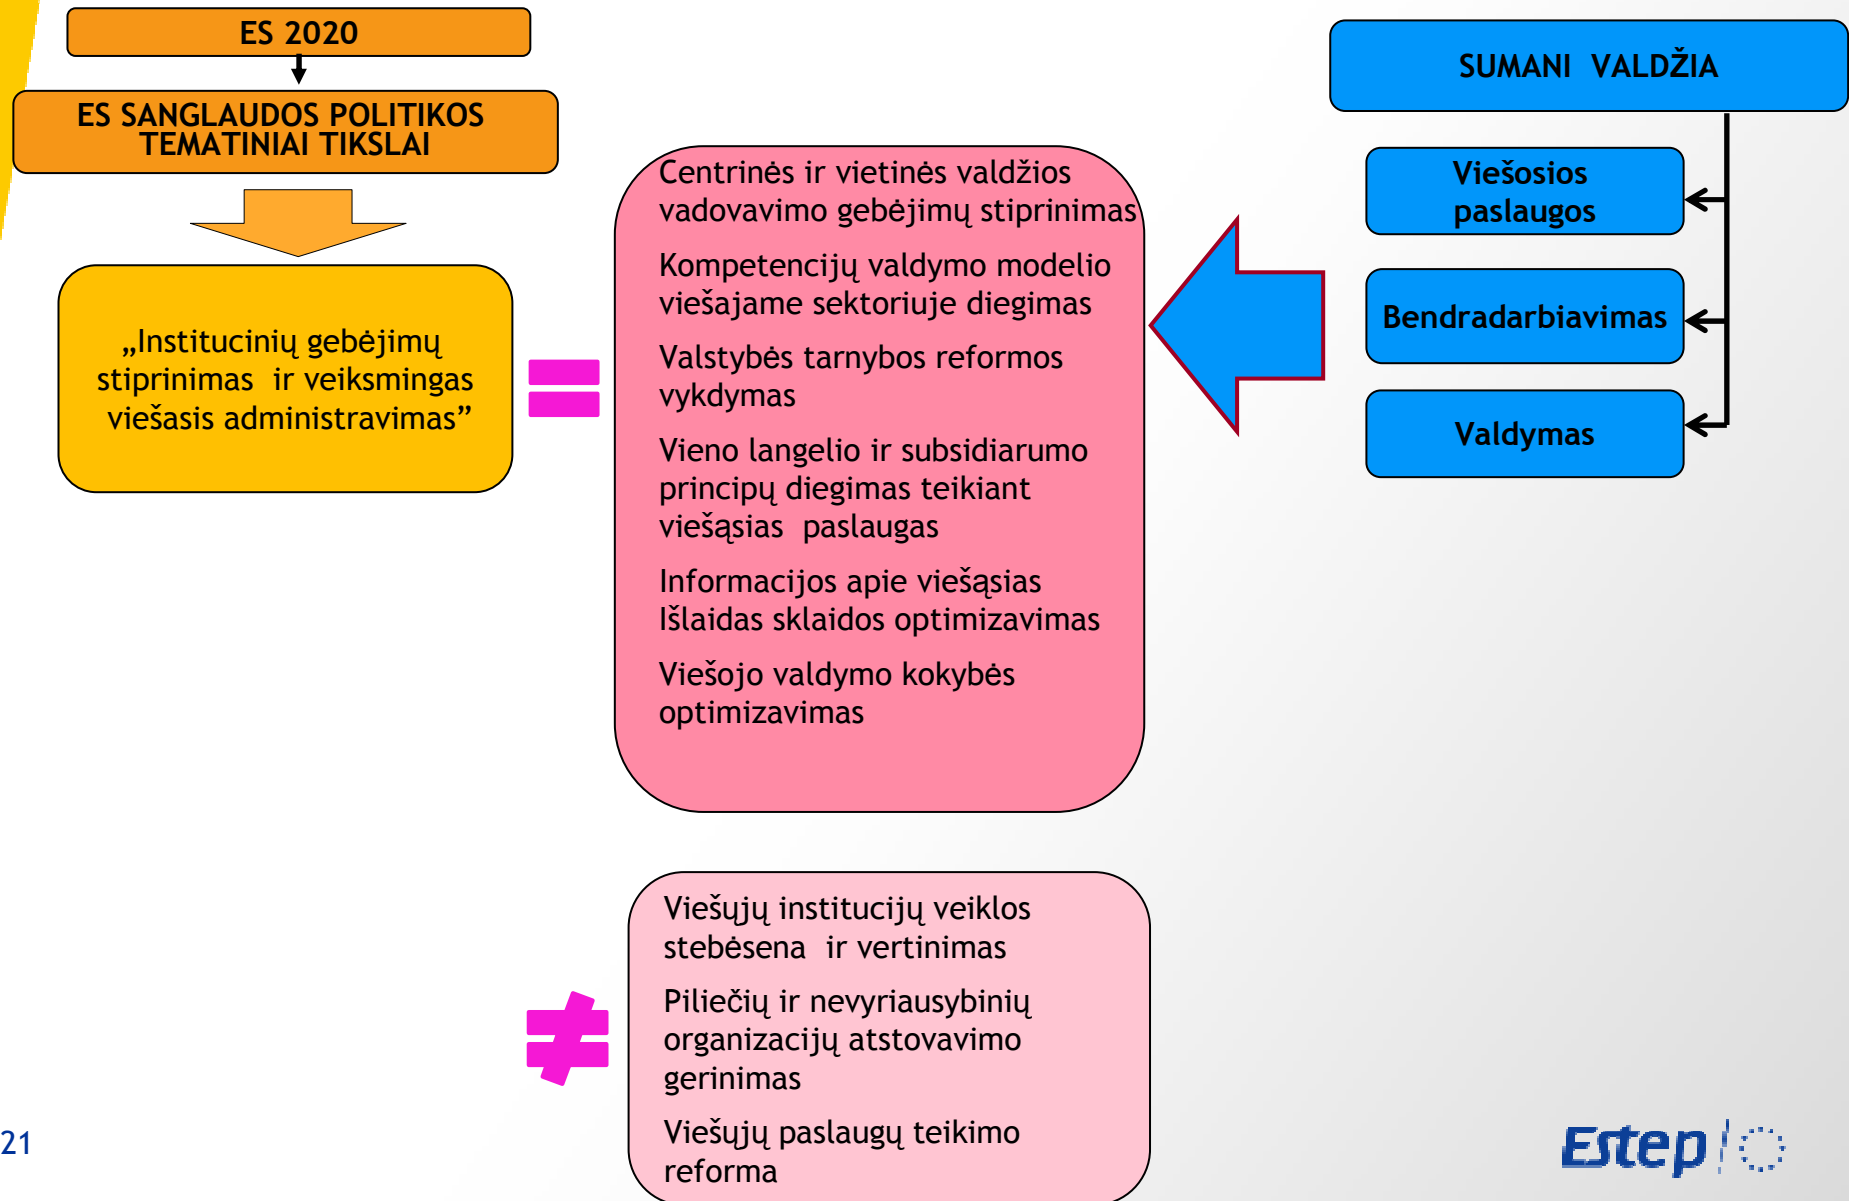 ES 2020
ES SANGLAUDOS POLITIKOS
TEMATINIAI TIKSLAI
„Institucinių gebėjimų
stiprinimas ir veiksmingas
viešasis administravimas”
Centrinės ir vietinės valdžios
vadovavimo gebėjimų stiprinimas
Kompetencijų valdymo modelio
viešajame sektoriuje diegimas
Valstybės tarnybos reformos
vykdymas
Vieno langelio ir subsidiarumo
principų diegimas teikiant
viešąsias paslaugas
Informacijos apie viešąsias
Išlaidas sklaidos optimizavimas
Viešojo valdymo kokybės
optimizavimas
SUMANI VALDŽIA
Viešosios
paslaugos
Bendradarbiavimas
Valdymas
Viešųjų institucijų veiklos
stebėsena ir vertinimas
Piliečių ir nevyriausybinių
organizacijų atstovavimo
gerinimas
Viešųjų paslaugų teikimo
reforma
21
Estep